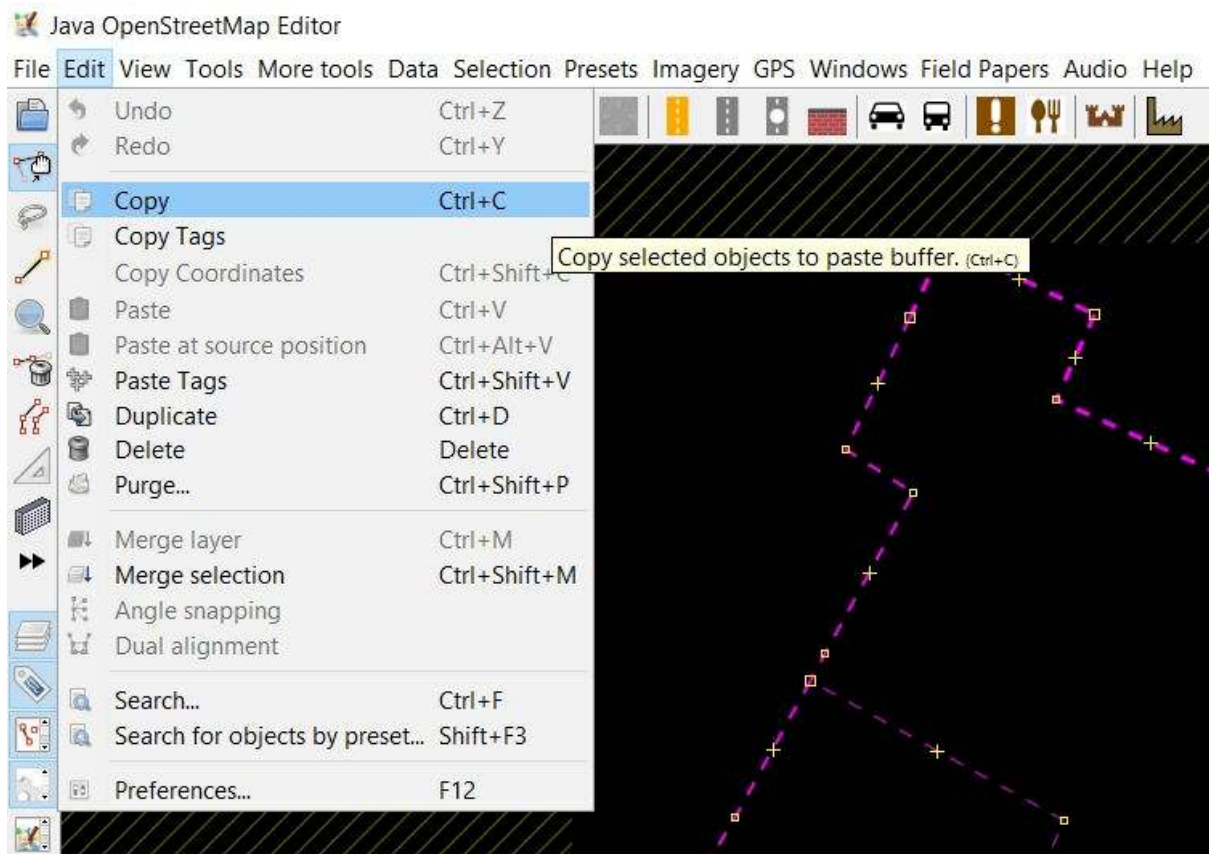 Java OpenStreetMap Editor
File Edit View Tools More tools Data Selection Presets Imagery GPS Windows Field Papers Audio Help
Undo Ctrl+Z
Redo Ctrl+Y
Copy Ctrl+C
Copy Tags
Copy selected objects to paste buffer. (Ctrl+C)
Copy Coordinates Ctrl+Shift+C
Paste Ctrl+V
Paste at source position Ctrl+Alt+V
Paste Tags Ctrl+Shift+V
Duplicate Ctrl+D
Delete Delete
Purge... Ctrl+Shift+P
Merge layer Ctrl+M
Merge selection Ctrl+Shift+M
Angle snapping
Dual alignment
Search... Ctrl+F
Search for objects by preset... Shift+F3
Preferences... F12